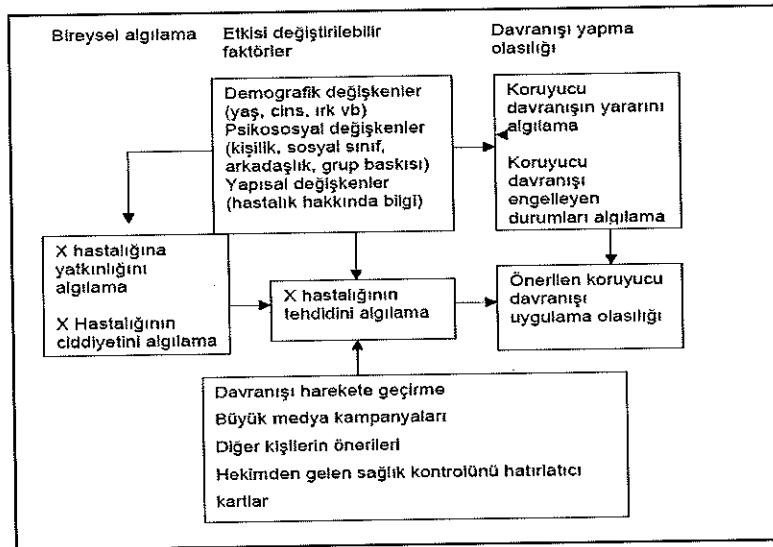 Bireysel algılama
Etkisi değiştirilebilir
faktörler
Davranışı yapma
olasılığı
Demografik değişkenler
(yaş, cins, ırk vb)
Psikososyal değişkenler
(kişilik, sosyal sınıf,
arkadaşlık, grup baskısı)
Yapısal değişkenler
(hastalık hakkında bilgi)
Koruyucu
davranışın yararını
algılama
Koruyucu
davranışı
engelleyen
durumları algılama
X hastalığına
yatkınlığını
algılama
X Hastalığının
ciddiyetini algılama
X hastalığının
tehdidini algılama
Önerilen koruyucu
davranışı
uygulama olasılığı
Davranışı harekete geçirme
Büyük medya kampanyaları
Diğer kişilerin önerileri
Hekimden gelen sağlık kontrolünü hatırlatıcı
kartlar